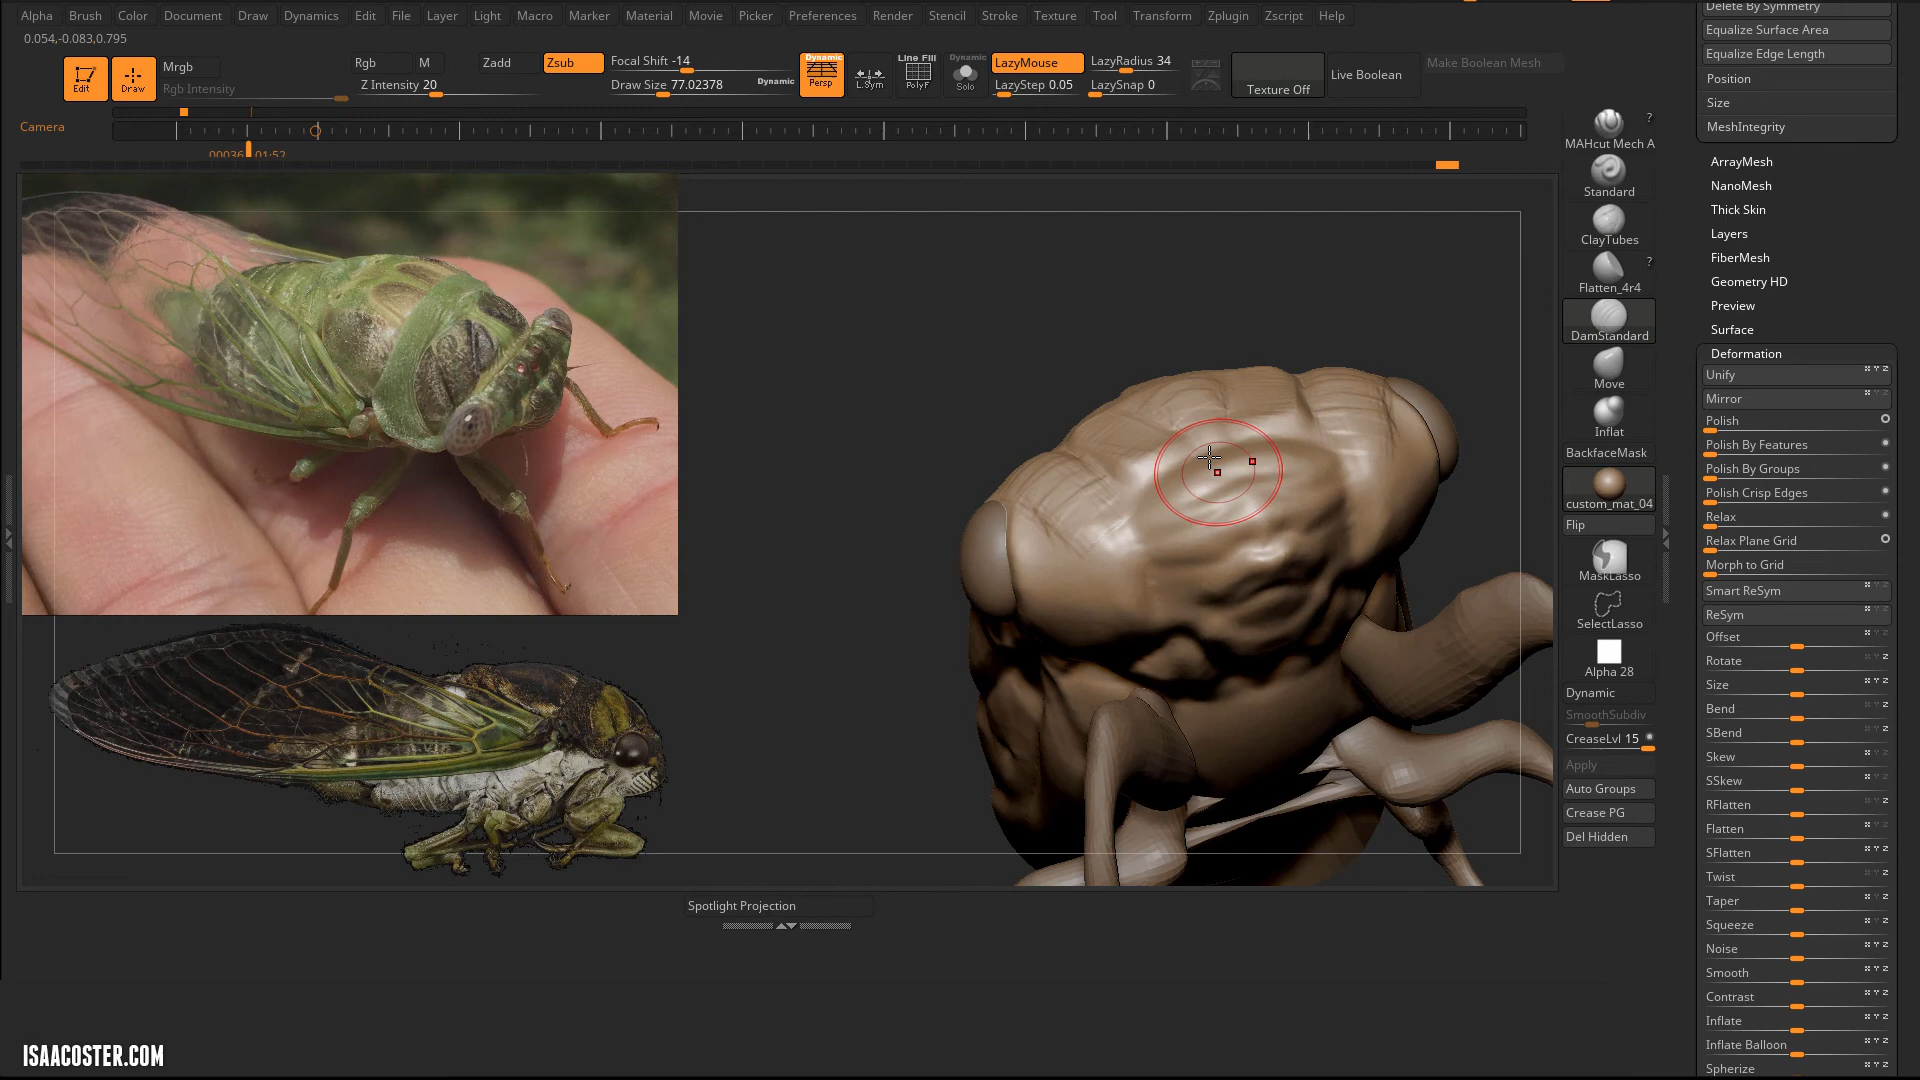 Alpha Brush Color Document Draw Dynamics Edit File Layer Light Macro Marker Material Movie Picker Preferences Render Stencil Stroke Texture Tool Transform Zplugin Zscript Help
0.054,-0.083,0.795
Edit
Draw
Mrgb
Rgb Intensity
Rgb
M
Zadd
Zsub
Z Intensity 20
Focal Shift -14
Draw Size 77.02378
Dynamic
Dynamic
Persp
L.Sym
Line Fill
PolyF
Dynamic
Solo
LazyMouse
LazyStep 0.05
LazyRadius 34
LazySnap 0
Texture Off
Live Boolean
Make Boolean Mesh
Camera
00036 01:52
MAHcut Mech A
?
Standard
ClayTubes
Flatten_4r4
?
DamStandard
Move
Inflat
BackfaceMask
custom_mat_04
Flip
MaskLasso
SelectLasso
Alpha 28
Dynamic
SmoothSubdiv
CreaseLvl 15
Apply
Auto Groups
Crease PG
Del Hidden
Delete By Symmetry
Equalize Surface Area
Equalize Edge Length
Position
Size
MeshIntegrity
ArrayMesh
NanoMesh
Thick Skin
Layers
FiberMesh
Geometry HD
Preview
Surface
Deformation
Unify
Mirror
Polish
Polish By Features
Polish By Groups
Polish Crisp Edges
Relax
Relax Plane Grid
Morph to Grid
Smart ReSym
ReSym
Offset
Rotate
Size
Bend
SBend
Skew
SSkew
RFlatten
Flatten
SFlatten
Twist
Taper
Squeeze
Noise
Smooth
Contrast
Inflate
Inflate Balloon
Spherize
Spotlight Projection
ISAACOSTER.COM